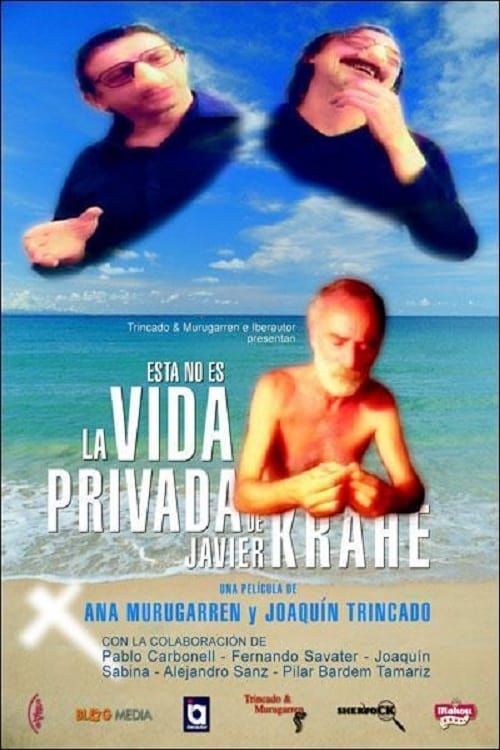 Trincado & Murugarren e Iberautor
presentan
ESTA NO ES
LA VIDA
PRIVADA DE
JAVIER KRAHE
UNA PELÍCULA DE
ANA MURUGARREN y JOAQUÍN TRINCADO
CON LA COLABORACIÓN DE
Pablo Carbonell - Fernando Savater - Joaquín
Sabina - Alejandro Sanz - Pilar Bardem Tamariz
BLOG MEDIA
iberautor
Trincado &
Murugarren
SHERLOCK
Mahou